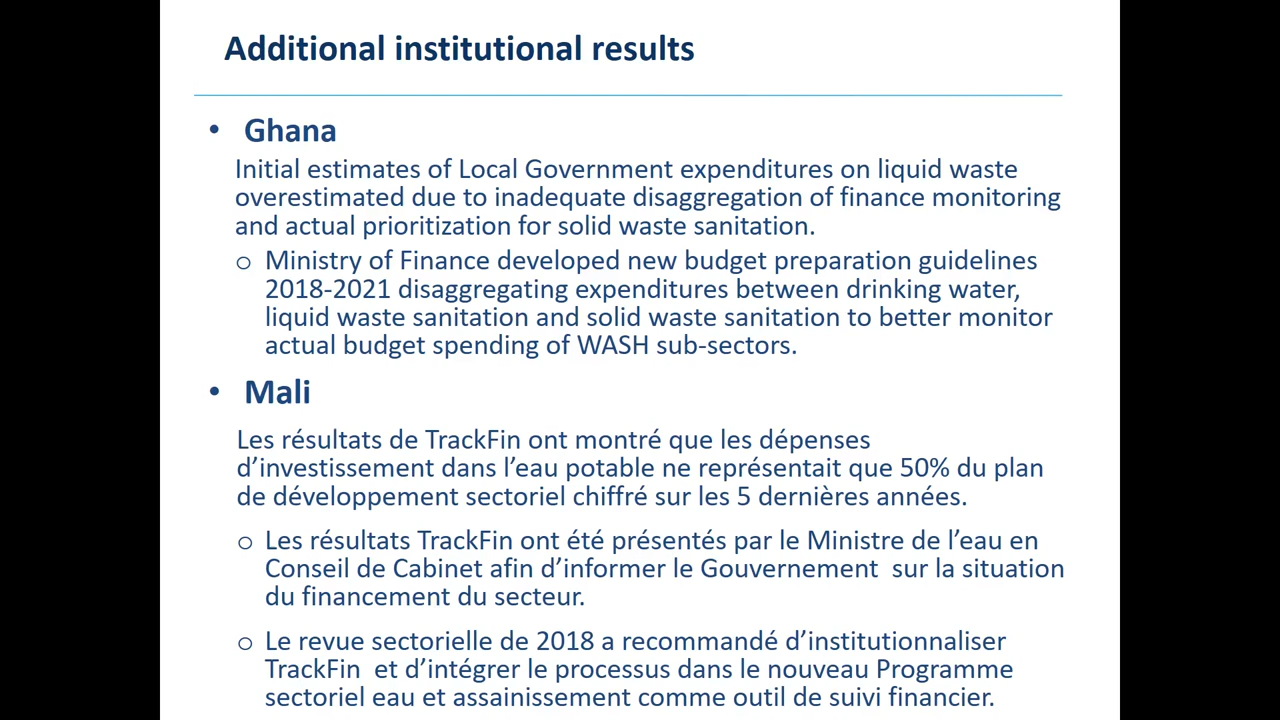 Additional institutional results
• Ghana
Initial estimates of Local Government expenditures on liquid waste
overestimated due to inadequate disaggregation of finance monitoring
and actual prioritization for solid waste sanitation.
o Ministry of Finance developed new budget preparation guidelines
2018-2021 disaggregating expenditures between drinking water,
liquid waste sanitation and solid waste sanitation to better monitor
actual budget spending of WASH sub-sectors.
• Mali
Les résultats de TrackFin ont montré que les dépenses
d’investissement dans l’eau potable ne représentait que 50% du plan
de développement sectoriel chiffré sur les 5 dernières années.
o Les résultats TrackFin ont été présentés par le Ministre de l’eau en
Conseil de Cabinet afin d’informer le Gouvernement sur la situation
du financement du secteur.
o Le revue sectorielle de 2018 a recommandé d’institutionnaliser
TrackFin et d’intégrer le processus dans le nouveau Programme
sectoriel eau et assainissement comme outil de suivi financier.